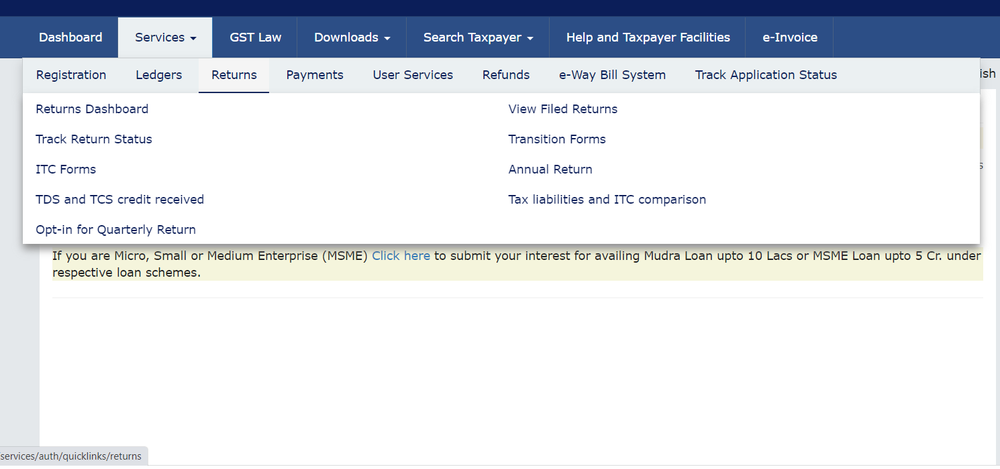 Dashboard Services GST Law Downloads Search Taxpayer Help and Taxpayer Facilities e-Invoice
Registration Ledgers Returns Payments User Services Refunds e-Way Bill System Track Application Status
Returns Dashboard View Filed Returns
Track Return Status Transition Forms
ITC Forms Annual Return
TDS and TCS credit received Tax liabilities and ITC comparison
Opt-in for Quarterly Return
If you are Micro, Small or Medium Enterprise (MSME) Click here to submit your interest for availing Mudra Loan upto 10 Lacs or MSME Loan upto 5 Cr. under
respective loan schemes.
services/auth/quicklinks/returns